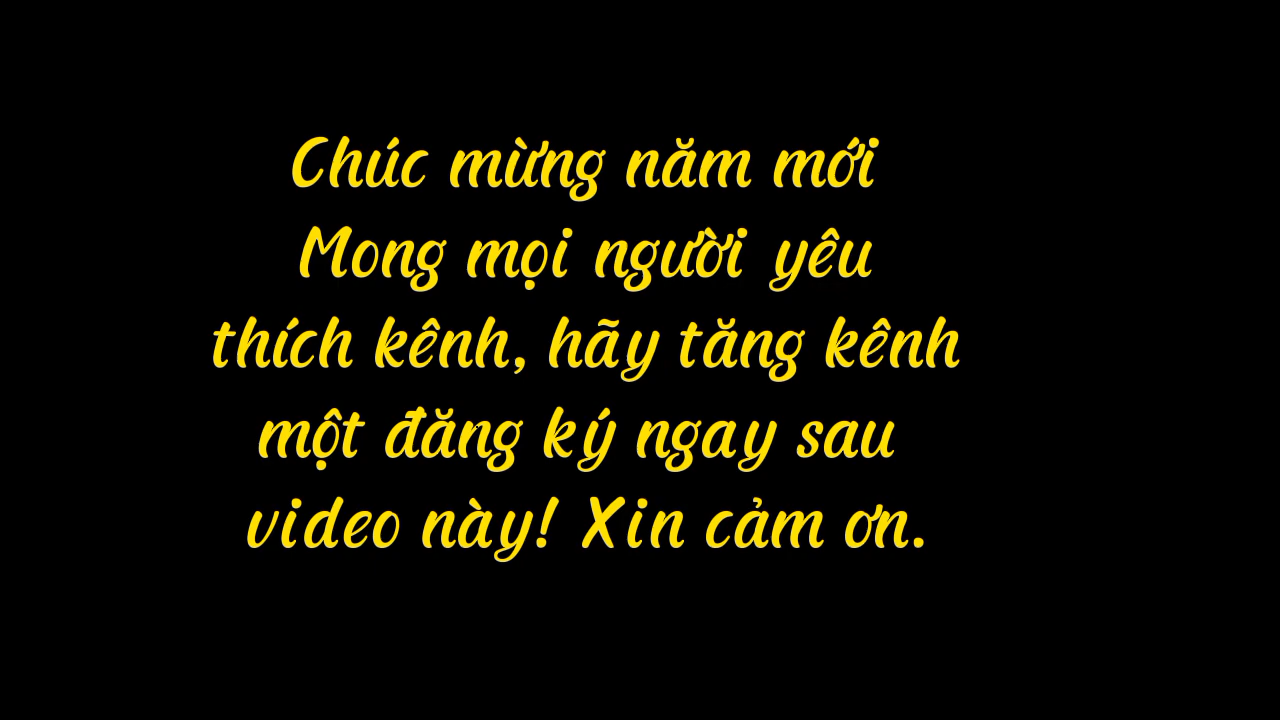 Chúc mừng năm mới
Mong mọi người yêu
thích kênh, hãy tăng kênh
một đăng ký ngay sau
video này! Xin cảm ơn.